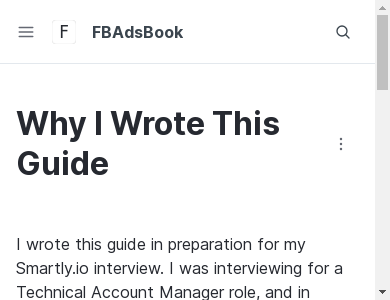 F FBAdsBook
Why I Wrote This
Guide
I wrote this guide in preparation for my
Smartly.io interview. I was interviewing for a
Technical Account Manager role, and in